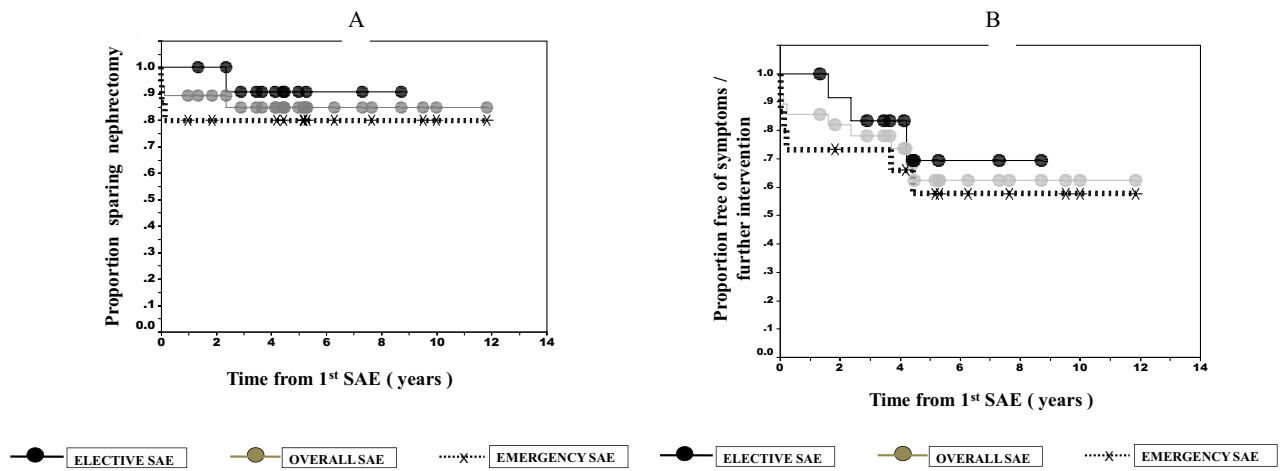 A
B
Proportion sparing nephrectomy
1.0
.9
.8
.7
.6
.5
.4
.3
.2
.1
0.0
0 2 4 6 8 10 12 14
Time from 1st SAE ( years )
Proportion free of symptoms /
further intervention
1.0
.9
.8
.7
.6
.5
.4
.3
.2
.1
0.0
0 2 4 6 8 10 12 14
Time from 1st SAE ( years )
ELECTIVE SAE
OVERALL SAE
EMERGENCY SAE
ELECTIVE SAE
OVERALL SAE
EMERGENCY SAE